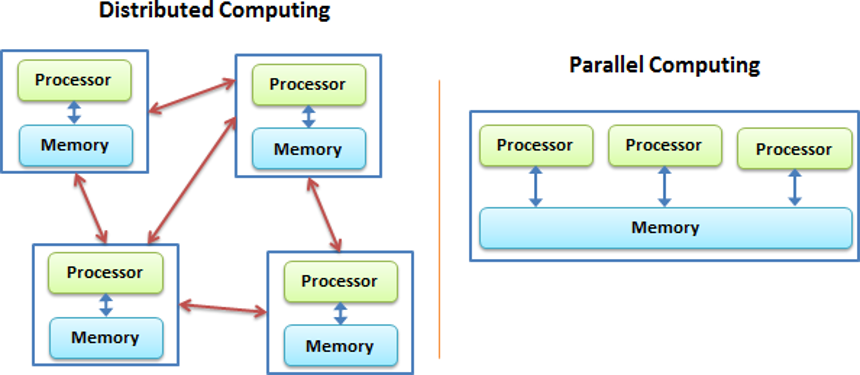 Distributed Computing
Processor
Memory
Processor
Memory
Processor
Memory
Processor
Memory
Parallel Computing
Processor
Processor
Processor
Memory